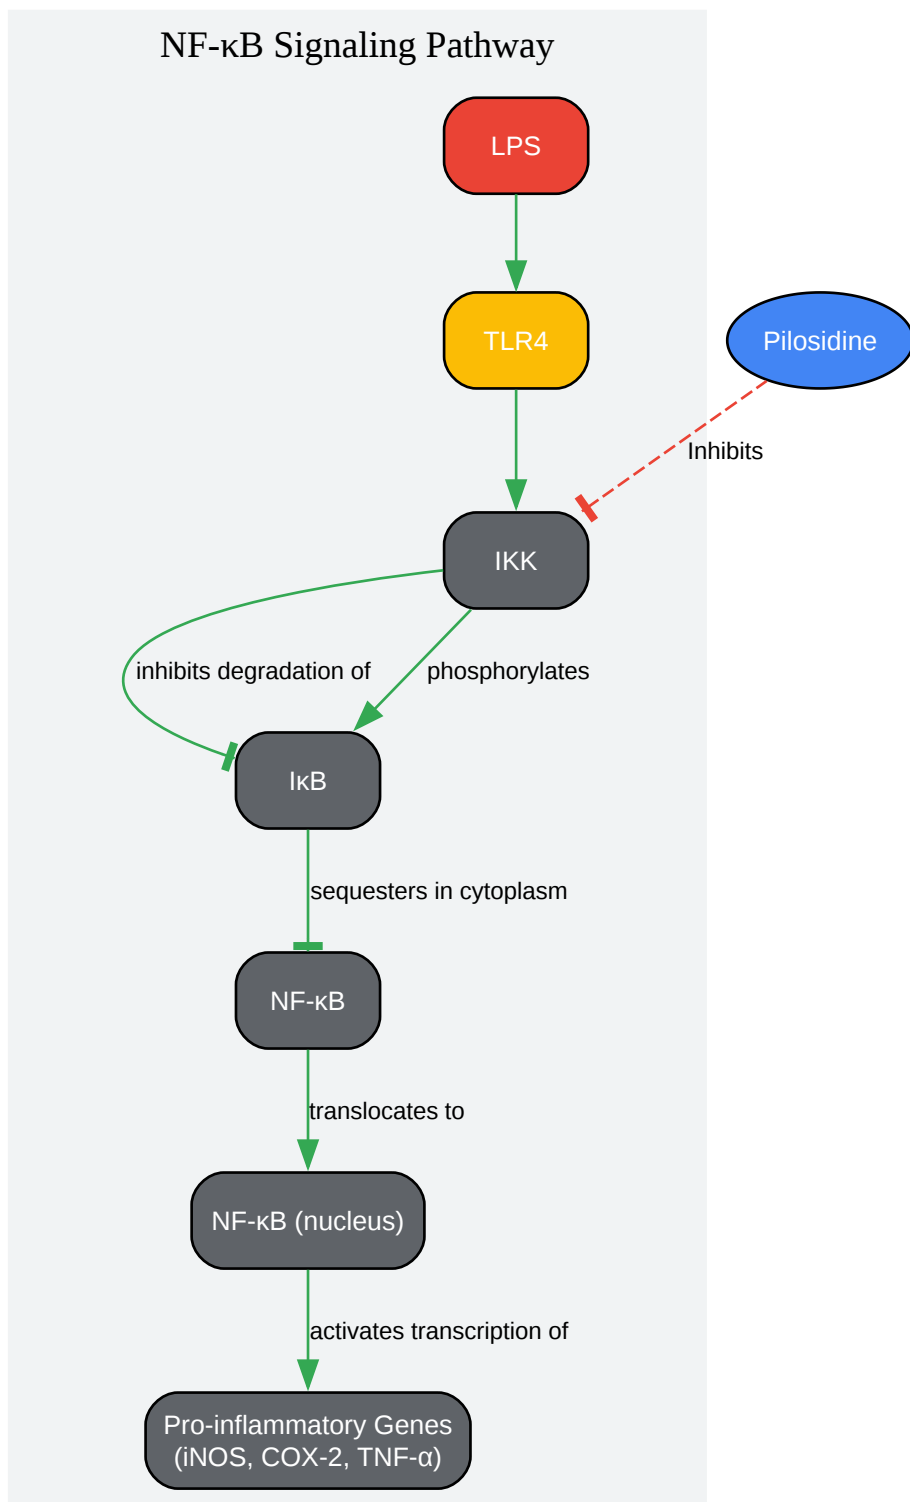 NF-κB Signaling Pathway
LPS
TLR4
Pilosidine
Inhibits
IKK
inhibits degradation of
phosphorylates
IκB
sequesters in cytoplasm
NF-κB
translocates to
NF-κB (nucleus)
activates transcription of
Pro-inflammatory Genes
(iNOS, COX-2, TNF-α)